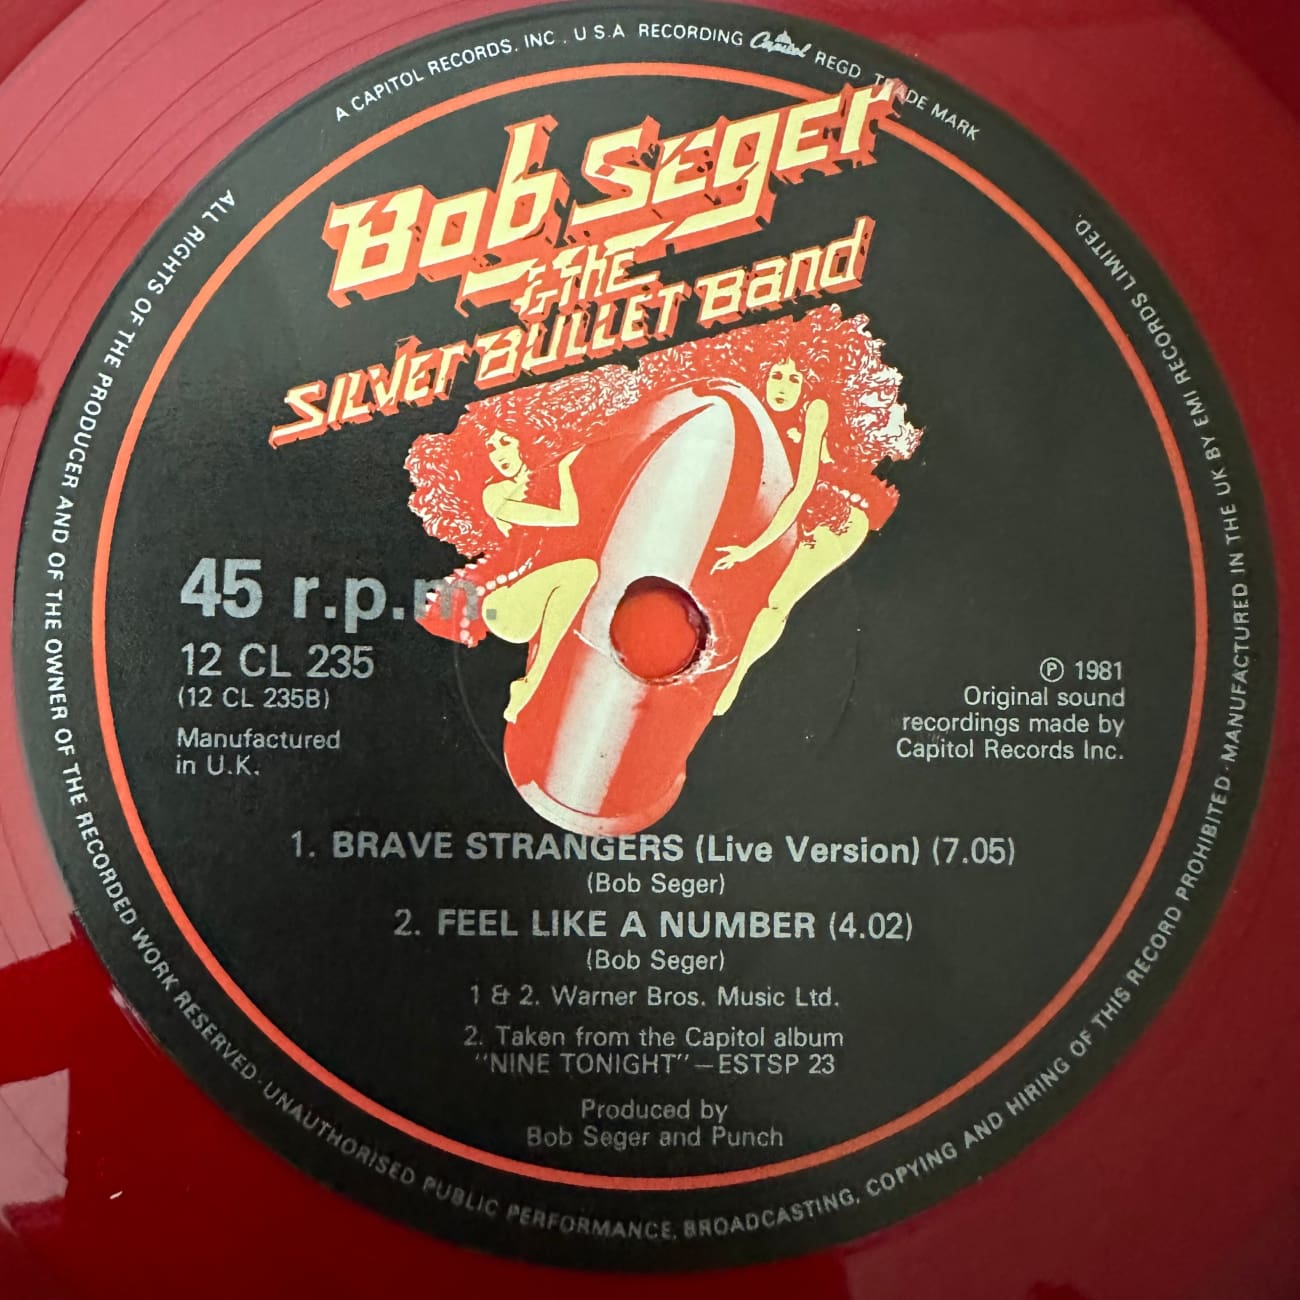 A CAPITOL RECORDS, INC., U S.A RECORDING Capitol REGD TRADE MARK
Bob Seger
& The
SILVER BULLET Band
45 r.p.m.
12 CL 235
(12 CL 235B)
Manufactured
in U.K.
℗ 1981
Original sound
recordings made by
Capitol Records Inc.
1. BRAVE STRANGERS (Live Version) (7.05)
(Bob Seger)
2. FEEL LIKE A NUMBER (4.02)
(Bob Seger)
1 & 2. Warner Bros. Music Ltd.
2. Taken from the Capitol album
"NINE TONIGHT"—ESTSP 23
Produced by
Bob Seger and Punch
ALL RIGHTS OF THE PRODUCER AND OF THE OWNER OF THE RECORDED WORK RESERVED · UNAUTHORISED PUBLIC PERFORMANCE, BROADCASTING, COPYING AND HIRING OF THIS RECORD PROHIBITED · MANUFACTURED IN THE UK BY EMI RECORDS LIMITED.